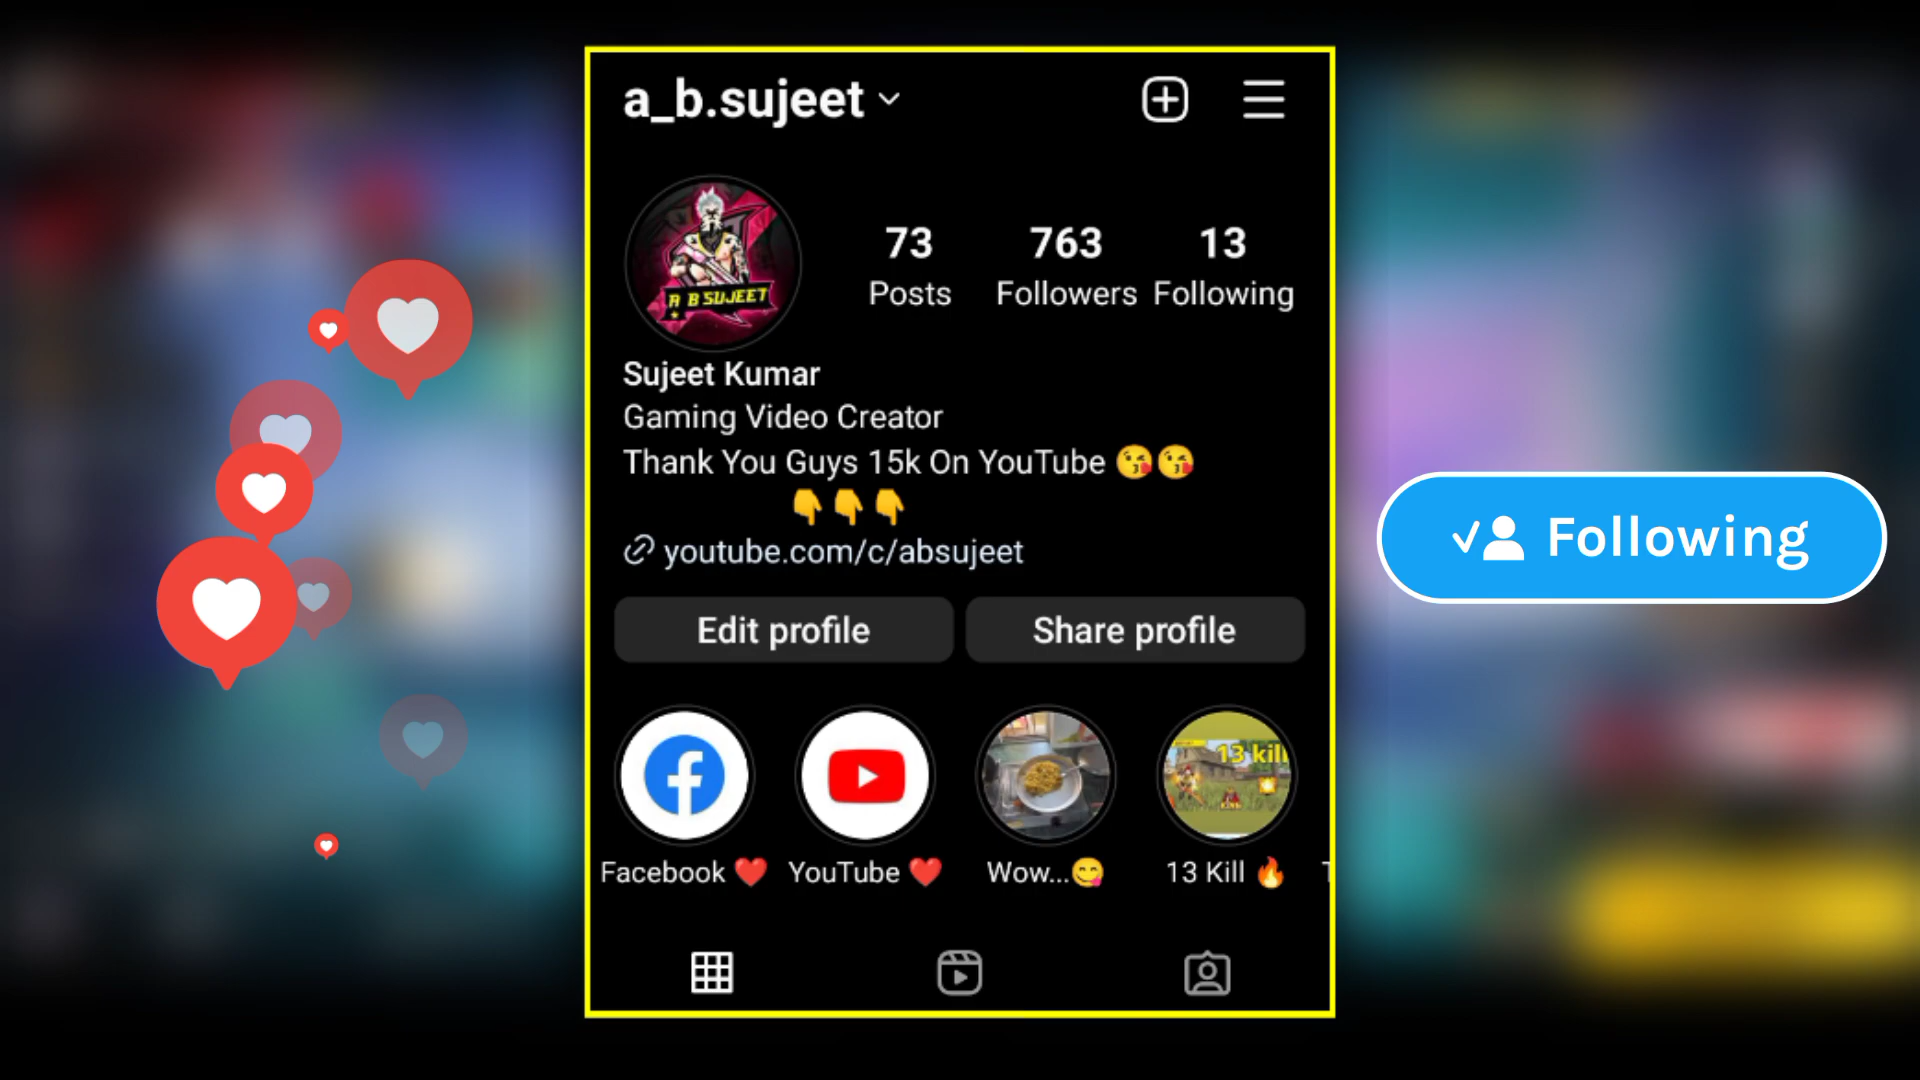 a_b.sujeet
A B SUJEET
73 763 13
Posts Followers Following
Sujeet Kumar
Gaming Video Creator
Thank You Guys 15k On YouTube 😘😘
👇👇👇
youtube.com/c/absujeet
Following
Edit profile Share profile
13 kill
Facebook ❤️ YouTube ❤️ Wow...😋 13 Kill 🔥